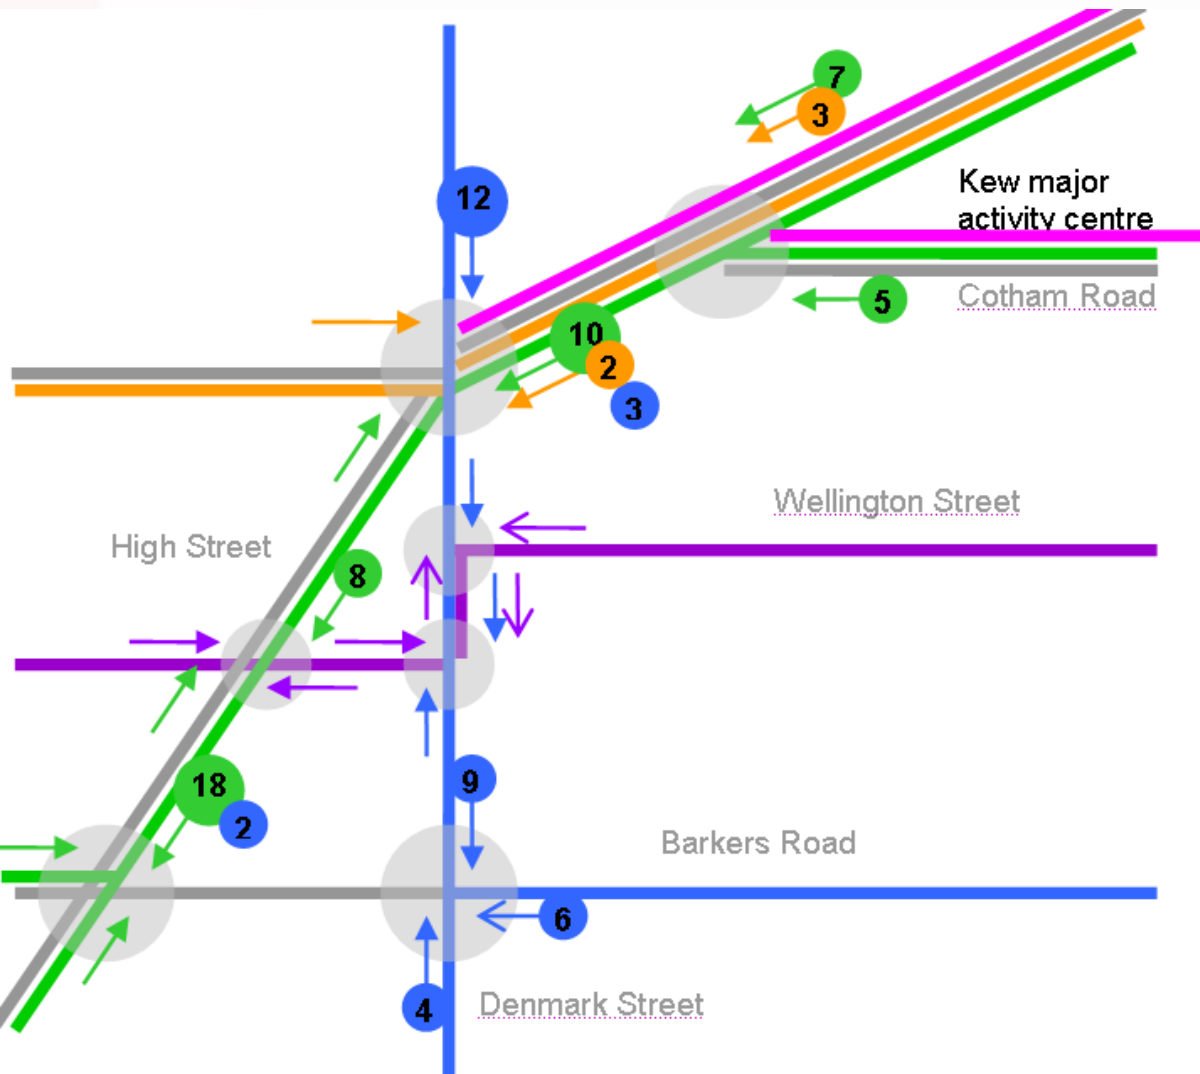 7
3
12
Kew major
activity centre
5
Cotham Road
10
2
3
Wellington Street
High Street
8
9
18
2
Barkers Road
6
4
Denmark Street